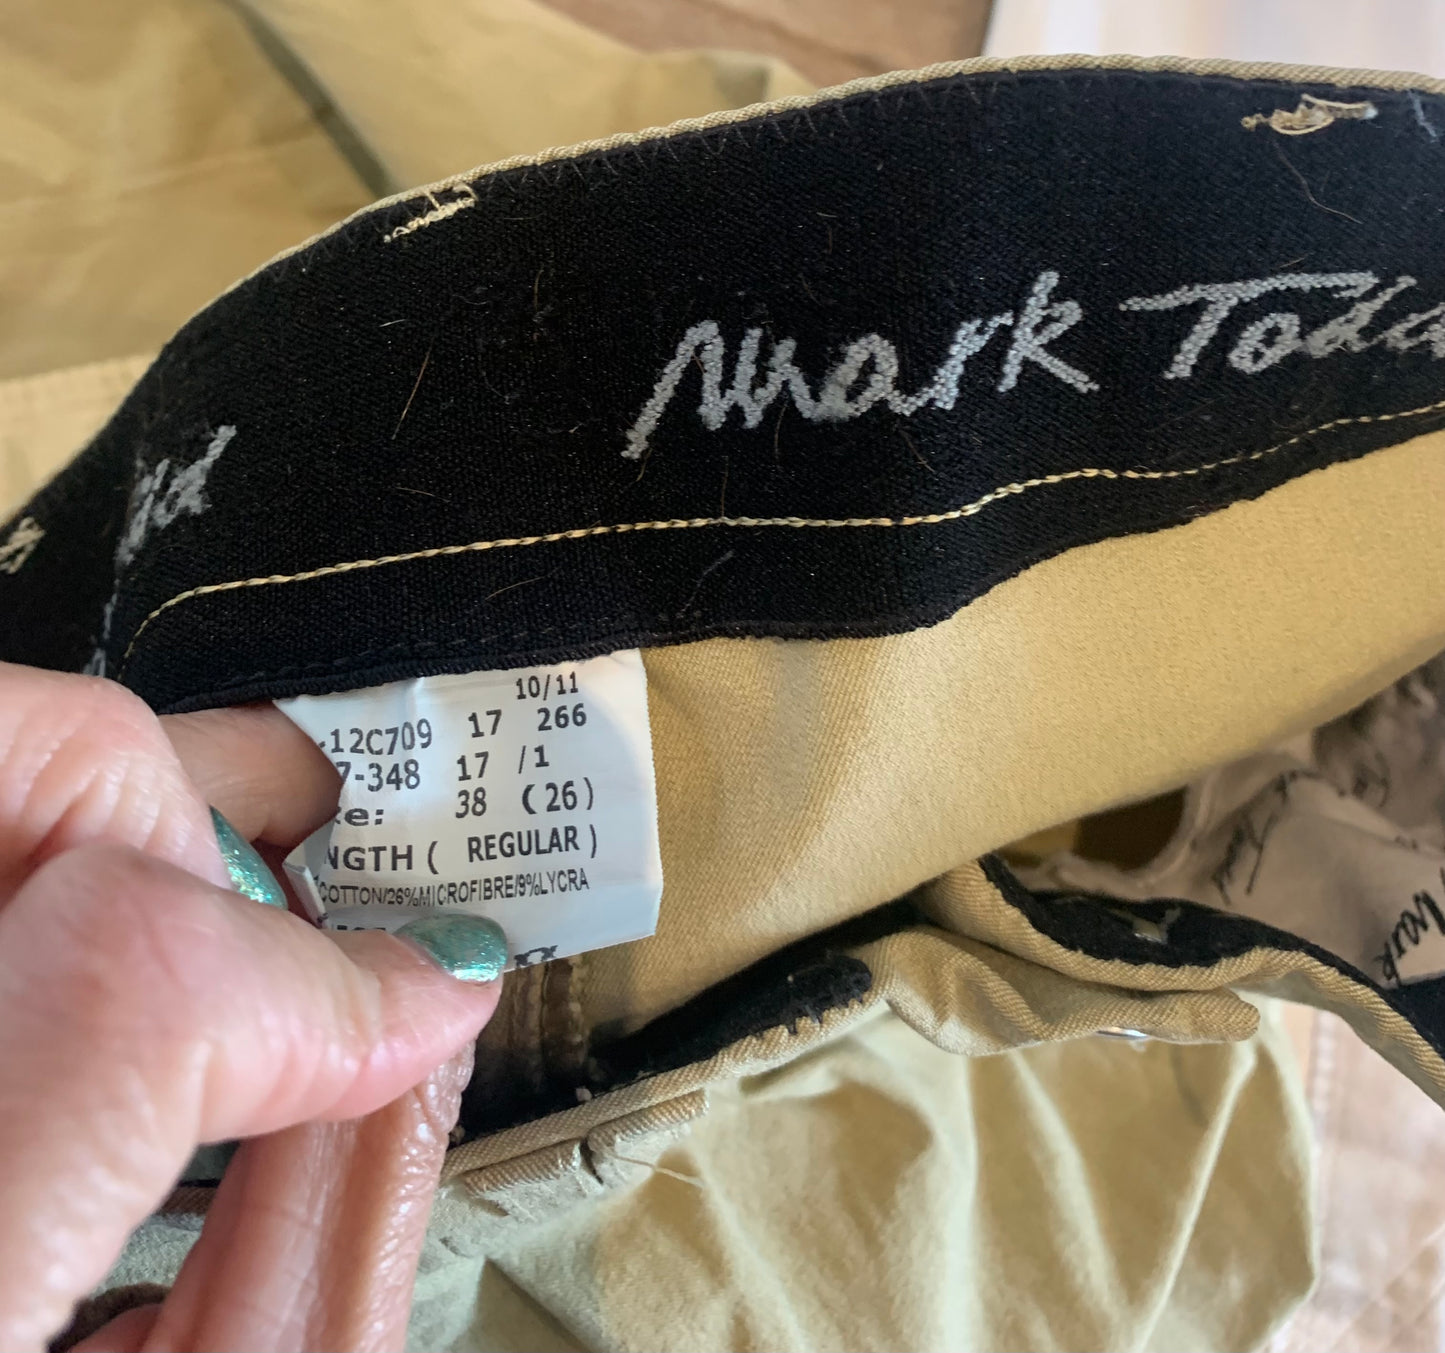 Mark Todd
10/11
-12C709 17 266
7-348 17 /1
e: 38 (26)
NGTH ( REGULAR )
COTTON/26%MICROFIBRE/9%LYCRA
Mark